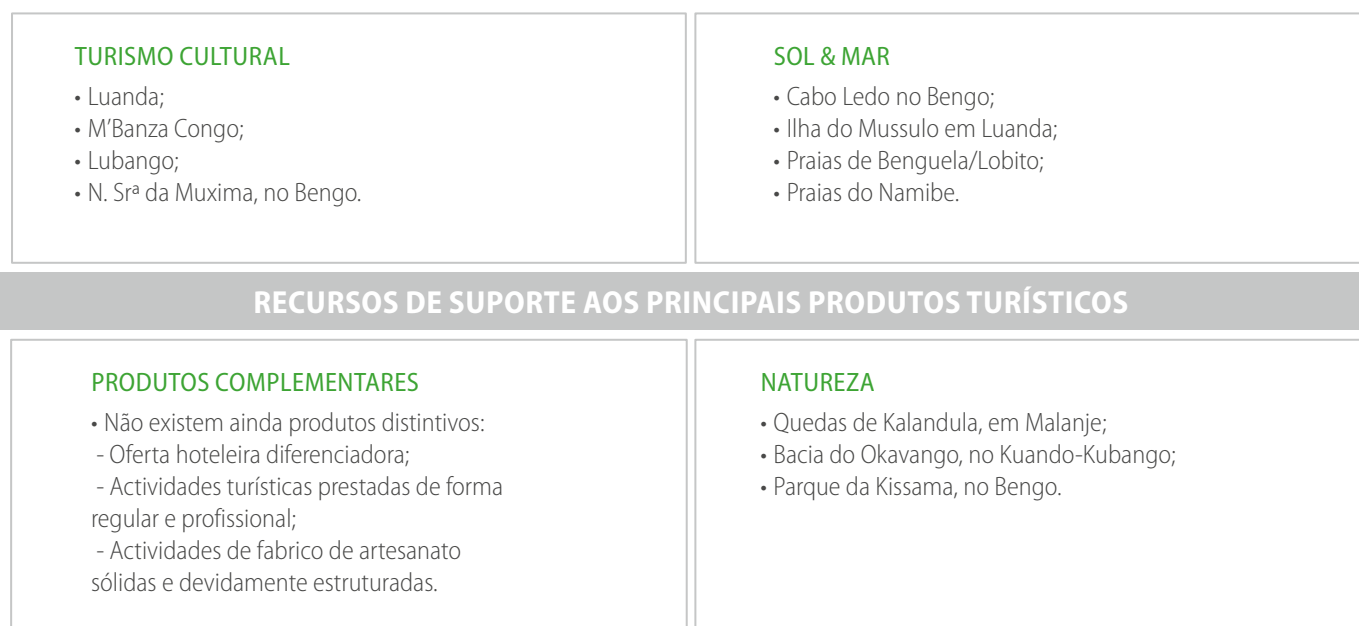 TURISMO CULTURAL
• Luanda;
• M’Banza Congo;
• Lubango;
• N. Srª da Muxima, no Bengo.
SOL & MAR
• Cabo Ledo no Bengo;
• Ilha do Mussulo em Luanda;
• Praias de Benguela/Lobito;
• Praias do Namibe.
RECURSOS DE SUPORTE AOS PRINCIPAIS PRODUTOS TURÍSTICOS
PRODUTOS COMPLEMENTARES
• Não existem ainda produtos distintivos:
- Oferta hoteleira diferenciadora;
- Actividades turísticas prestadas de forma
regular e profissional;
- Actividades de fabrico de artesanato
sólidas e devidamente estruturadas.
NATUREZA
• Quedas de Kalandula, em Malanje;
• Bacia do Okavango, no Kuando-Kubango;
• Parque da Kissama, no Bengo.